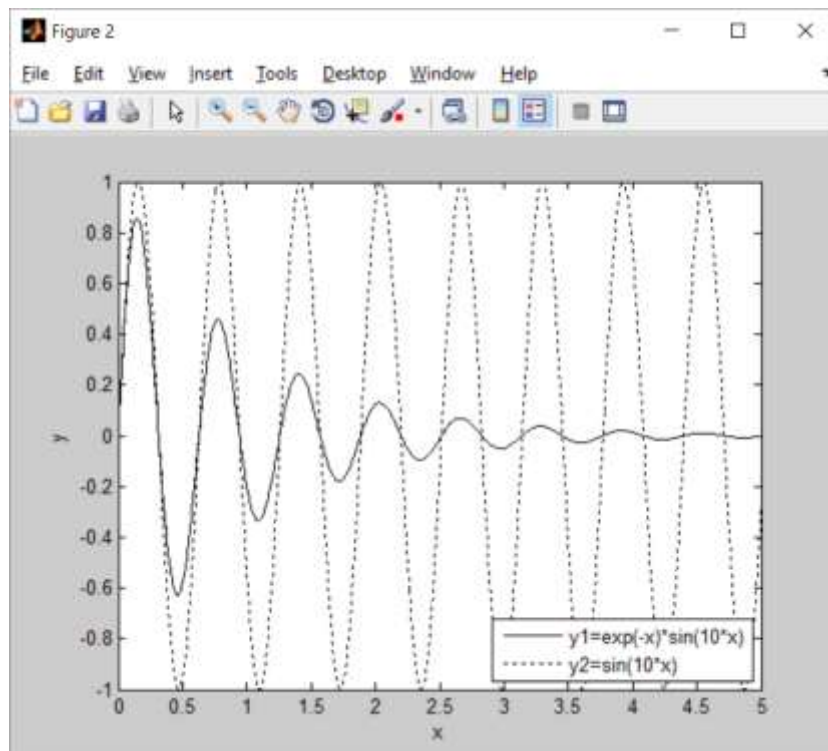 Figure 2
File Edit View Insert Tools Desktop Window Help
1
0.8
0.6
0.4
0.2
0
-0.2
-0.4
-0.6
-0.8
-1
y
y1=exp(-x)*sin(10*x)
y2=sin(10*x)
0 0.5 1 1.5 2 2.5 3 3.5 4 4.5 5
x